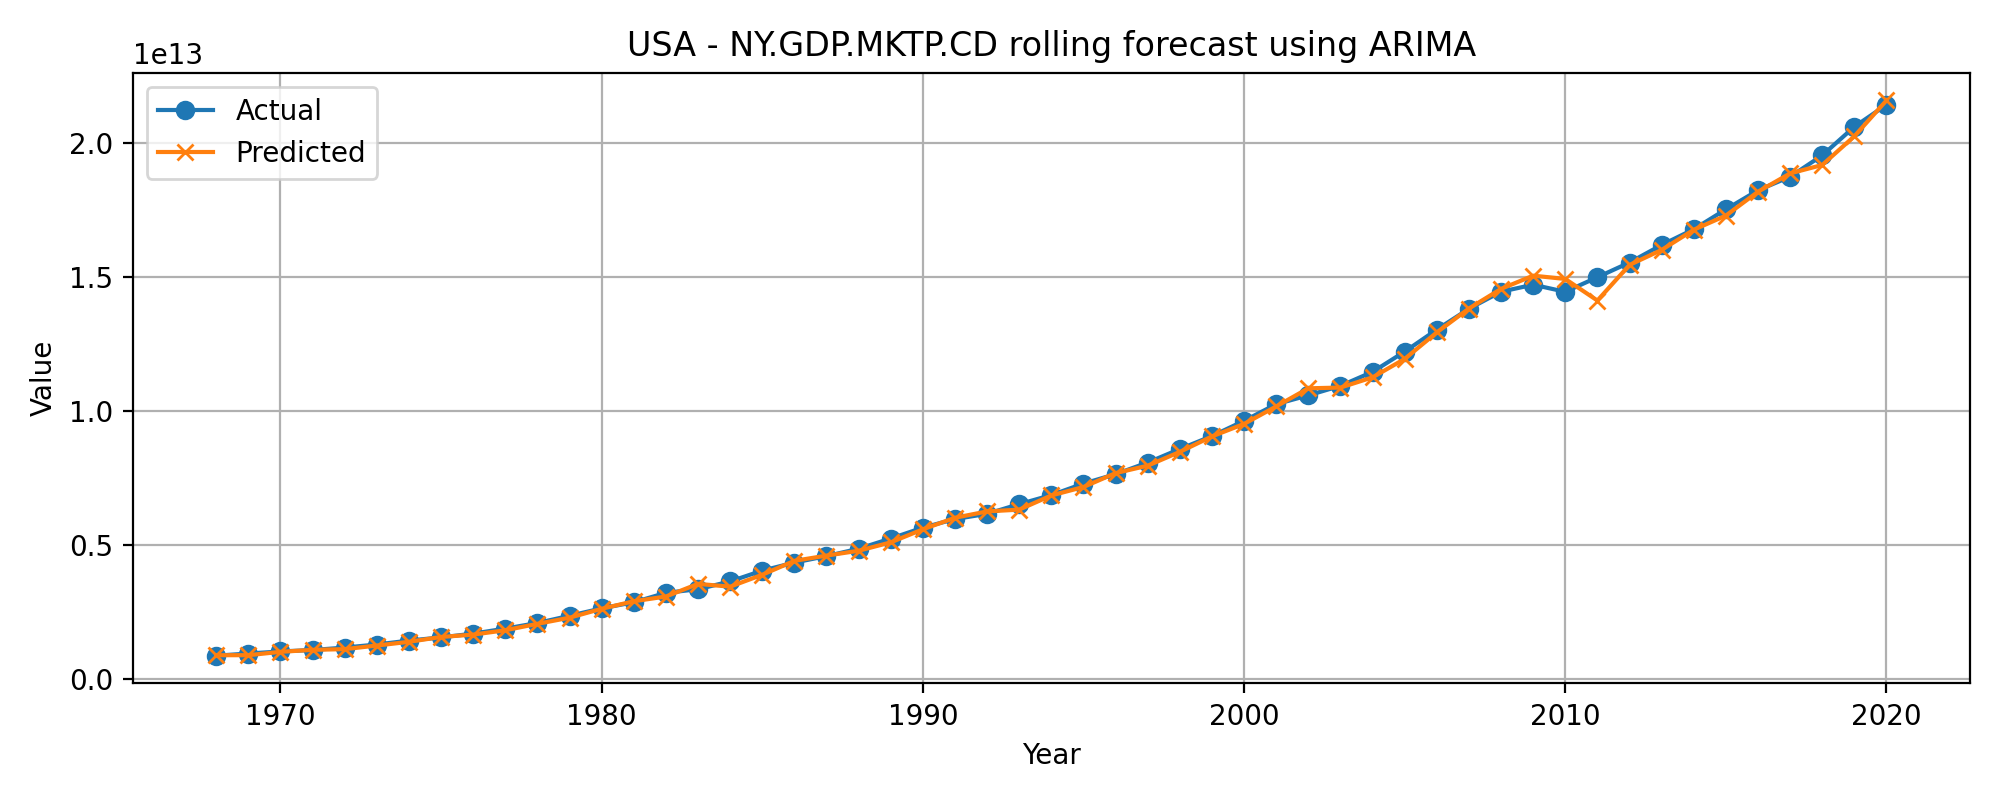 USA - NY.GDP.MKTP.CD rolling forecast using ARIMA
1e13
Actual
Predicted
2.0
1.5
1.0
0.5
0.0
Value
1970 1980 1990 2000 2010 2020
Year